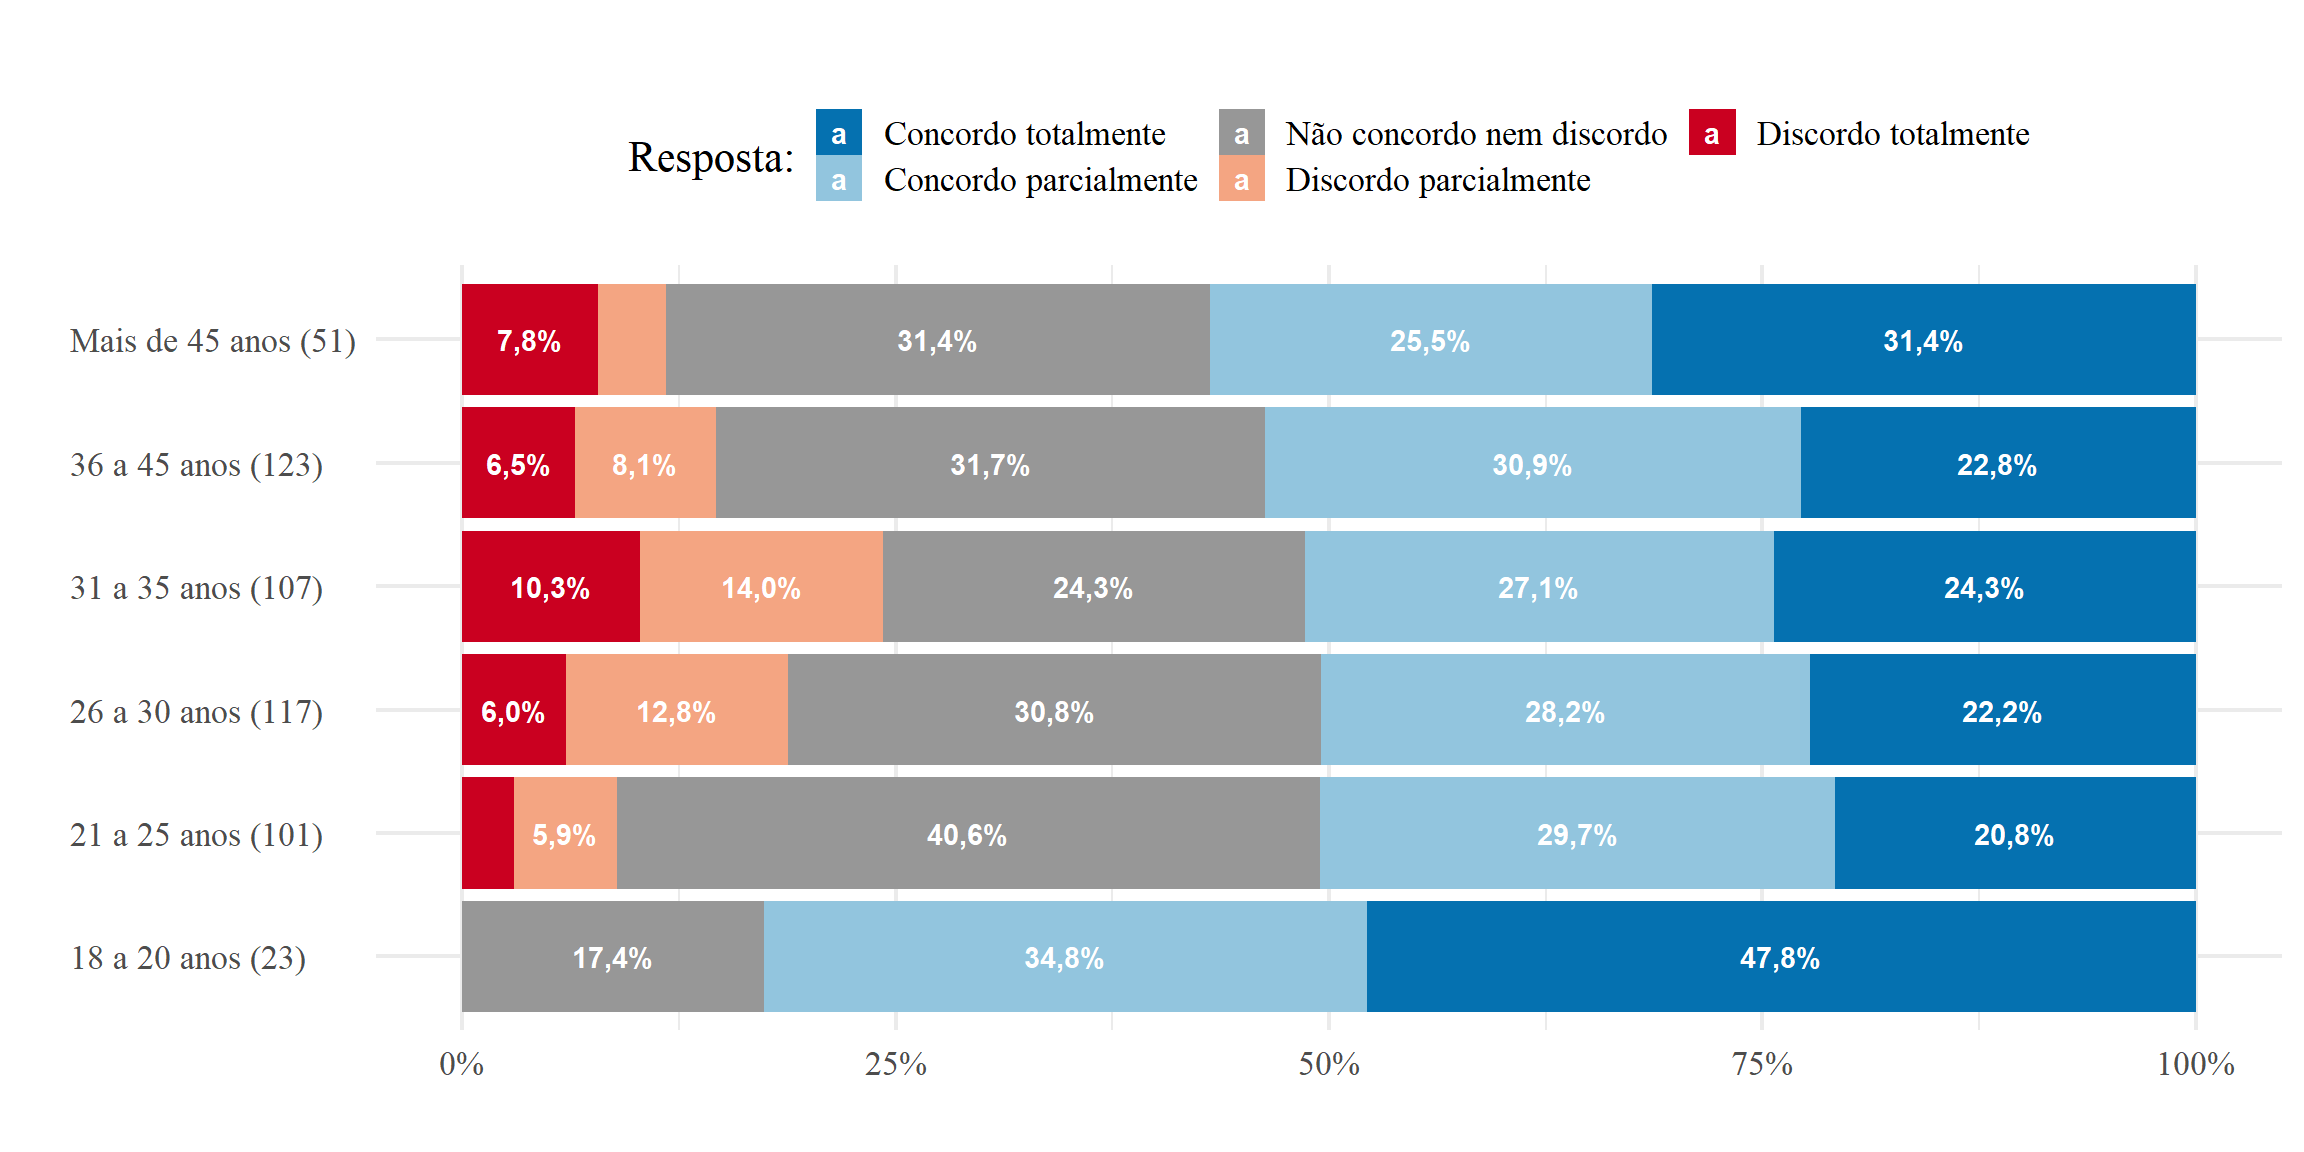 Resposta:
a Concordo totalmente
a Concordo parcialmente
a Não concordo nem discordo
a Discordo parcialmente
a Discordo totalmente
Mais de 45 anos (51) 7,8% 31,4% 25,5% 31,4%
36 a 45 anos (123) 6,5% 8,1% 31,7% 30,9% 22,8%
31 a 35 anos (107) 10,3% 14,0% 24,3% 27,1% 24,3%
26 a 30 anos (117) 6,0% 12,8% 30,8% 28,2% 22,2%
21 a 25 anos (101) 5,9% 40,6% 29,7% 20,8%
18 a 20 anos (23) 17,4% 34,8% 47,8%
0% 25% 50% 75% 100%